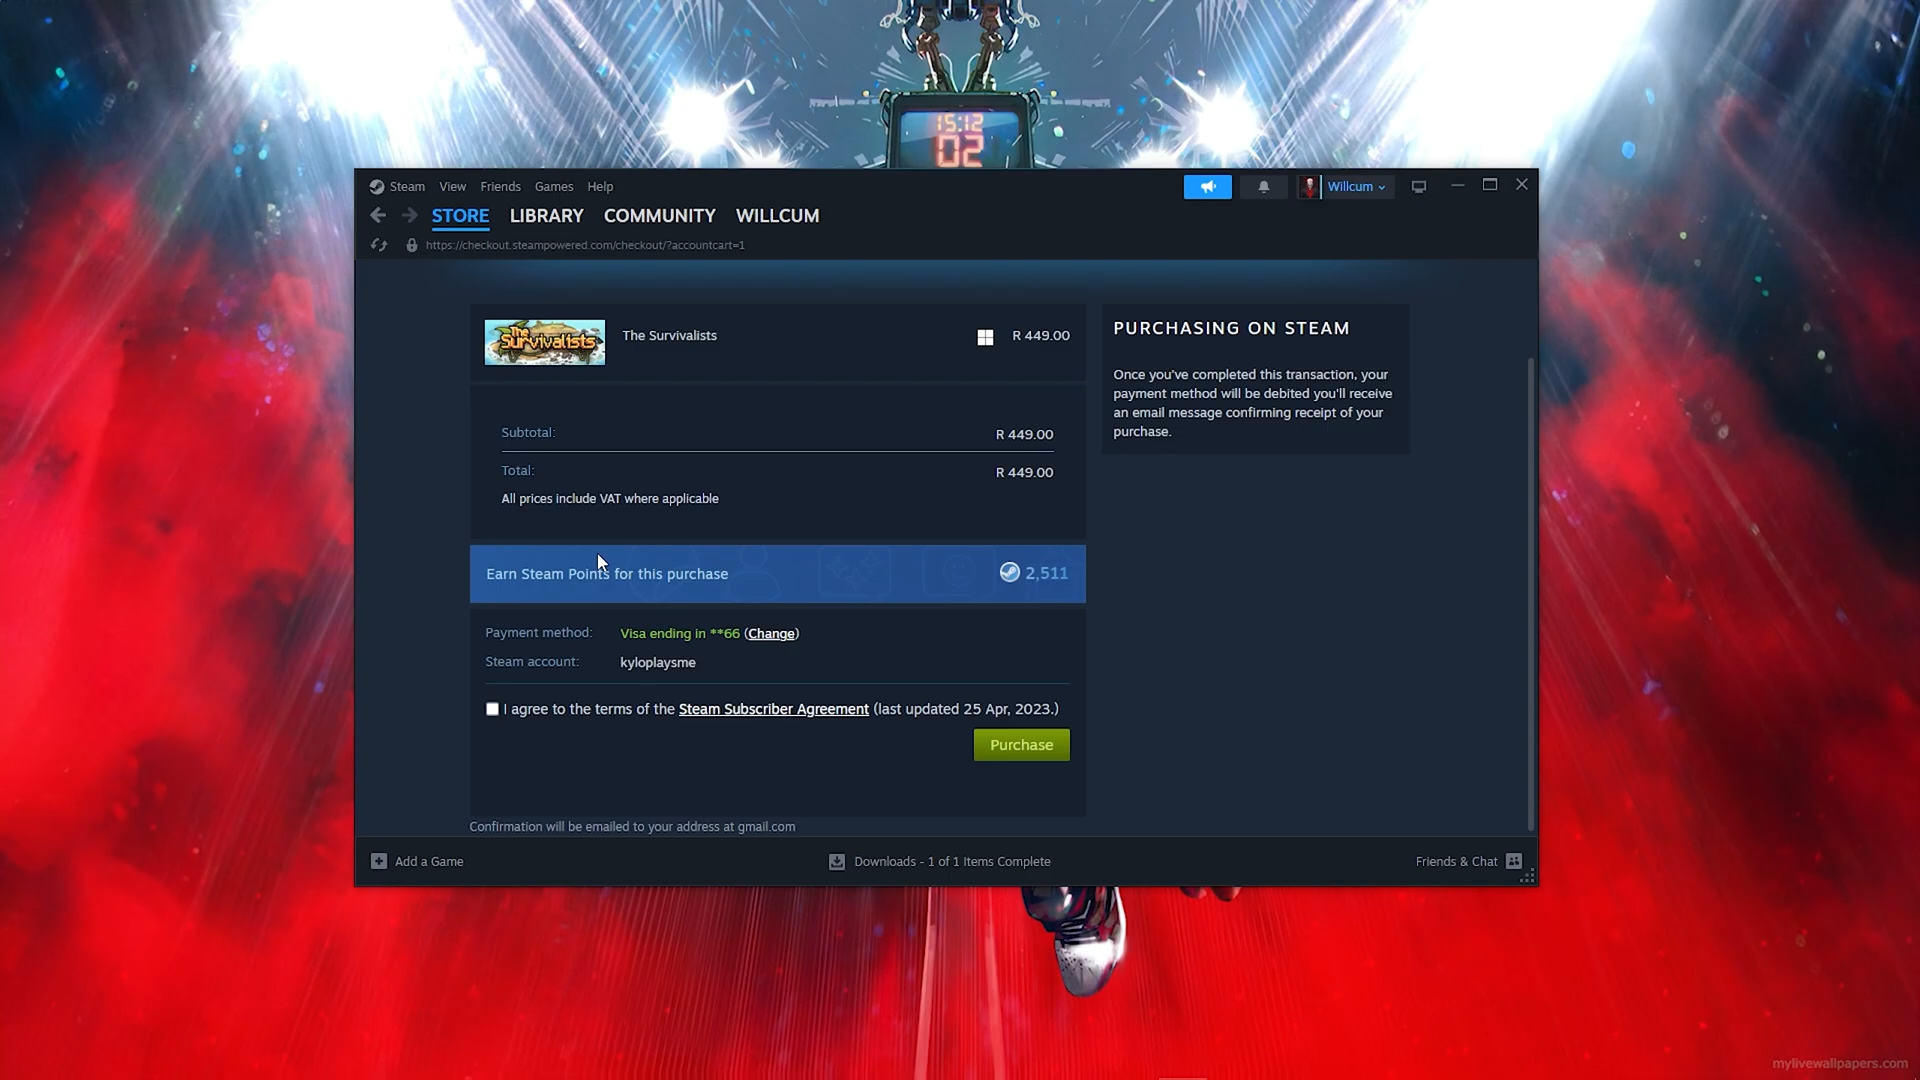 15:12
02
Steam View Friends Games Help
Willcum
STORE LIBRARY COMMUNITY WILLCUM
https://checkout.steampowered.com/checkout/?accountcart=1
The Survivalists
The Survivalists
R 449.00
Subtotal: R 449.00
Total: R 449.00
All prices include VAT where applicable
Earn Steam Points for this purchase 2,511
Payment method: Visa ending in **66 (Change)
Steam account: kyloplaysme
I agree to the terms of the Steam Subscriber Agreement (last updated 25 Apr, 2023.)
Purchase
Confirmation will be emailed to your address at gmail.com
PURCHASING ON STEAM
Once you've completed this transaction, your
payment method will be debited you'll receive
an email message confirming receipt of your
purchase.
Add a Game
Downloads - 1 of 1 Items Complete
Friends & Chat
mylivewallpapers.com